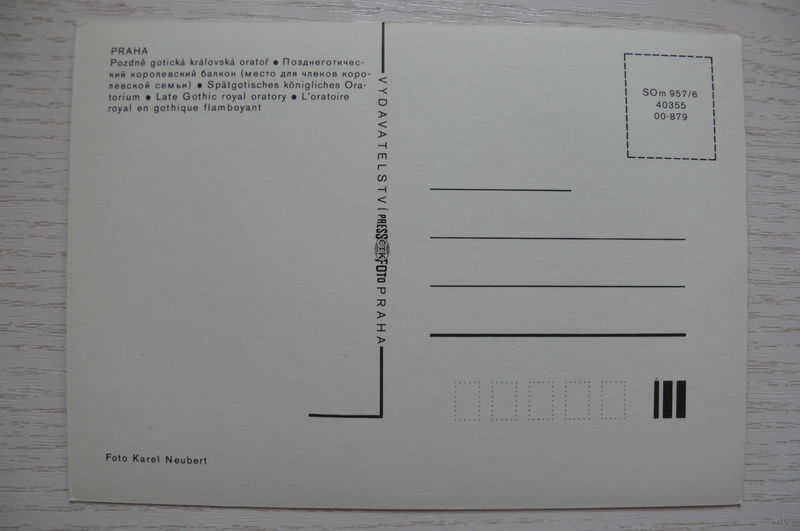 PRAHA
Pozdně gotická královská oratoř ● Позднеготичес-
кий королевский балкон (место для членов коро-
левской семьи) ● Spätgotisches königliches Ora-
torium ● Late Gothic royal oratory ● L'oratoire
royal en gothique flamboyant
VYDAVATELSTVÍ PRESSFOTO PRAHA
SOm 957/6
40355
00-879
Foto Karel Neubert